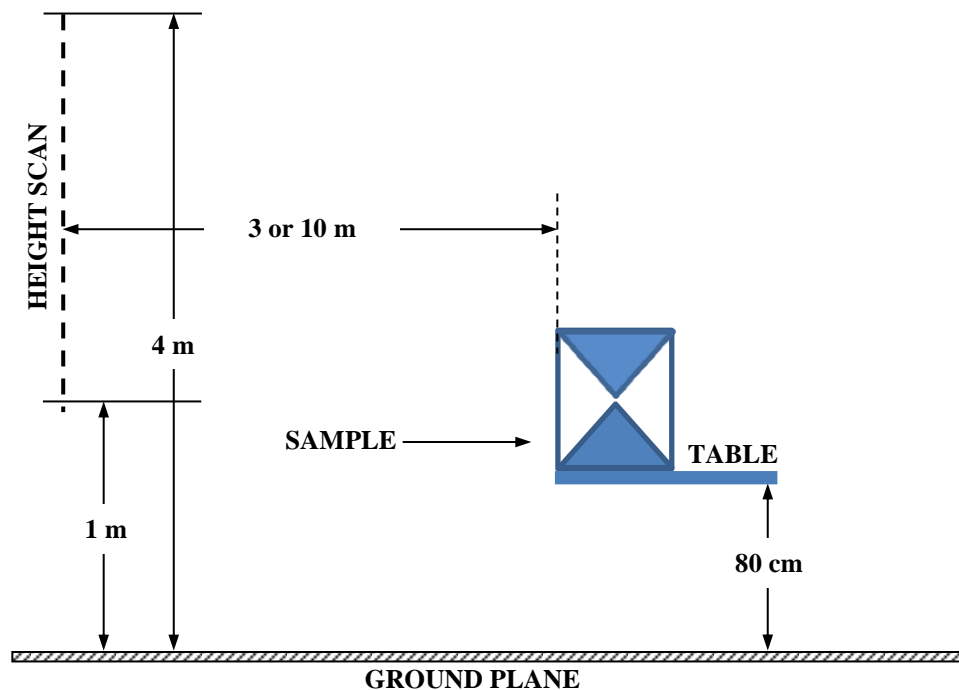 HEIGHT SCAN
3 or 10 m
4 m
SAMPLE
TABLE
1 m
80 cm
GROUND PLANE